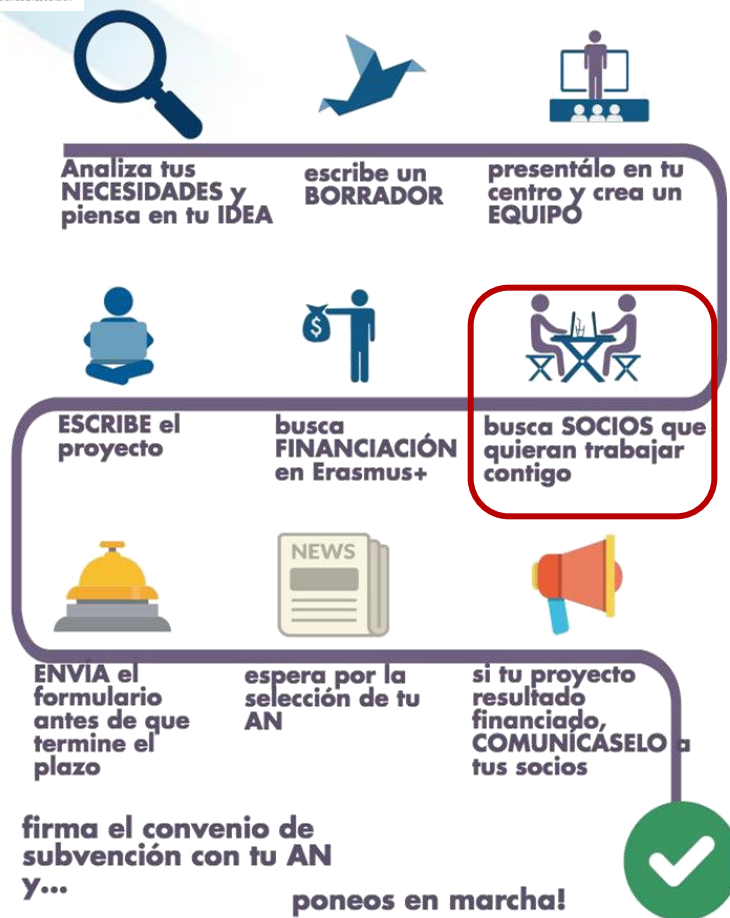 Analiza tus
NECESIDADES y
piensa en tu IDEA
escribe un
BORRADOR
presentálo en tu
centro y crea un
EQUIPO
busca SOCIOS que
quieran trabajar
contigo
$
busca
FINANCIACIÓN
en Erasmus+
ESCRIBE el
proyecto
ENVÍA el
formulario
antes de que
termine el
plazo
NEWS
espera por la
selección de tu
AN
si tu proyecto
resultado
financiado,
COMUNÍCASELO a
tus socios
firma el convenio de
subvención con tu AN
y...
poneos en marcha!